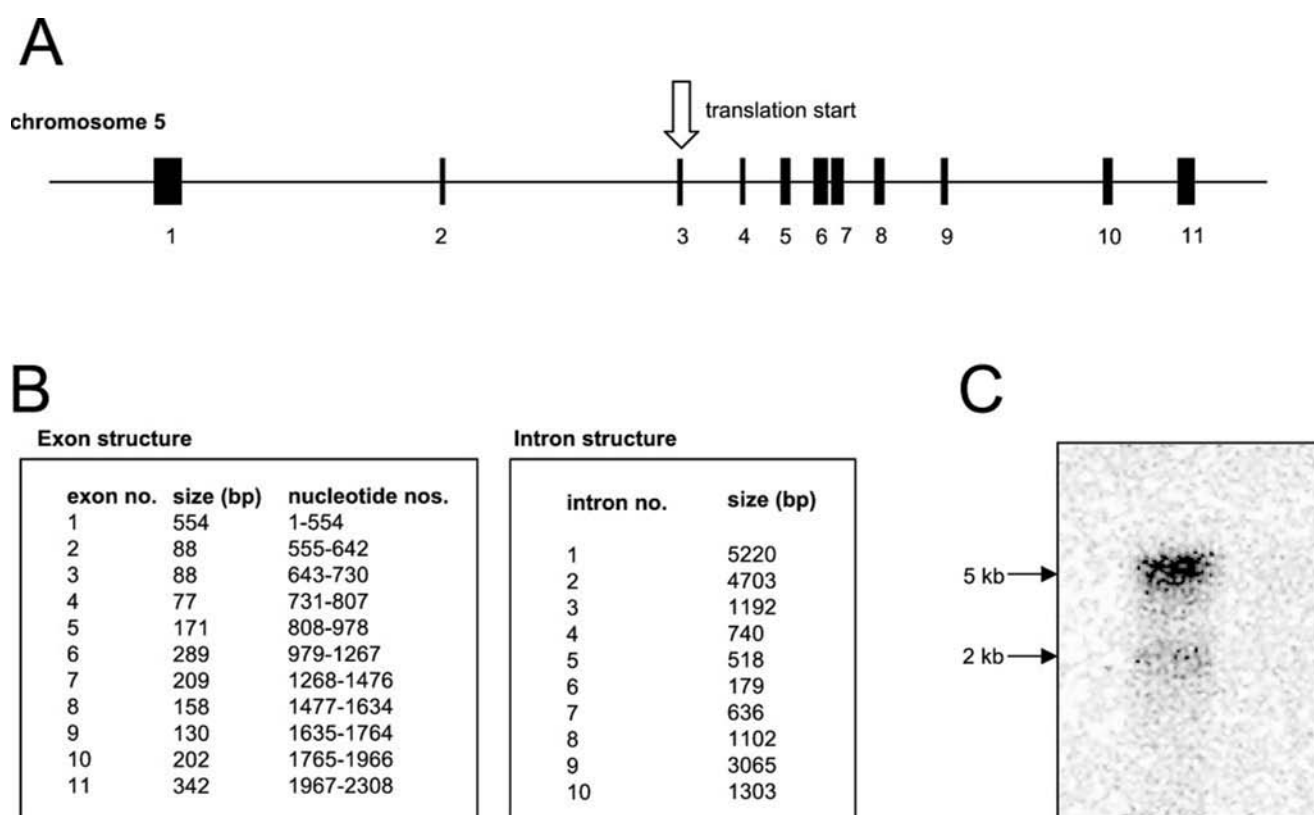 A
chromosome 5
translation start
1 2 3 4 5 6 7 8 9 10 11
B
Exon structure
exon no. size (bp) nucleotide nos.
1 554 1-554
2 88 555-642
3 88 643-730
4 77 731-807
5 171 808-978
6 289 979-1267
7 209 1268-1476
8 158 1477-1634
9 130 1635-1764
10 202 1765-1966
11 342 1967-2308
Intron structure
intron no. size (bp)
1 5220
2 4703
3 1192
4 740
5 518
6 179
7 636
8 1102
9 3065
10 1303
C
5 kb
2 kb